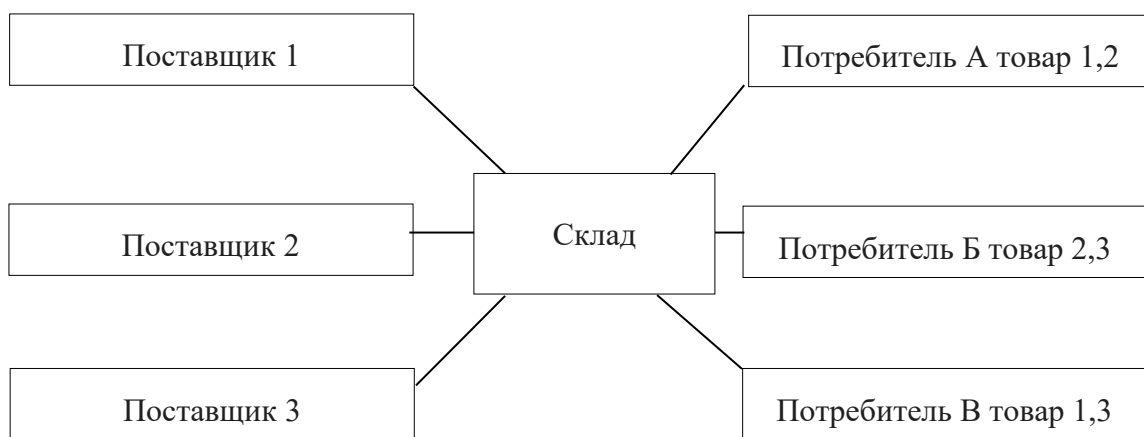 Поставщик 1
Потребитель А товар 1,2
Поставщик 2
Склад
Потребитель Б товар 2,3
Поставщик 3
Потребитель В товар 1,3